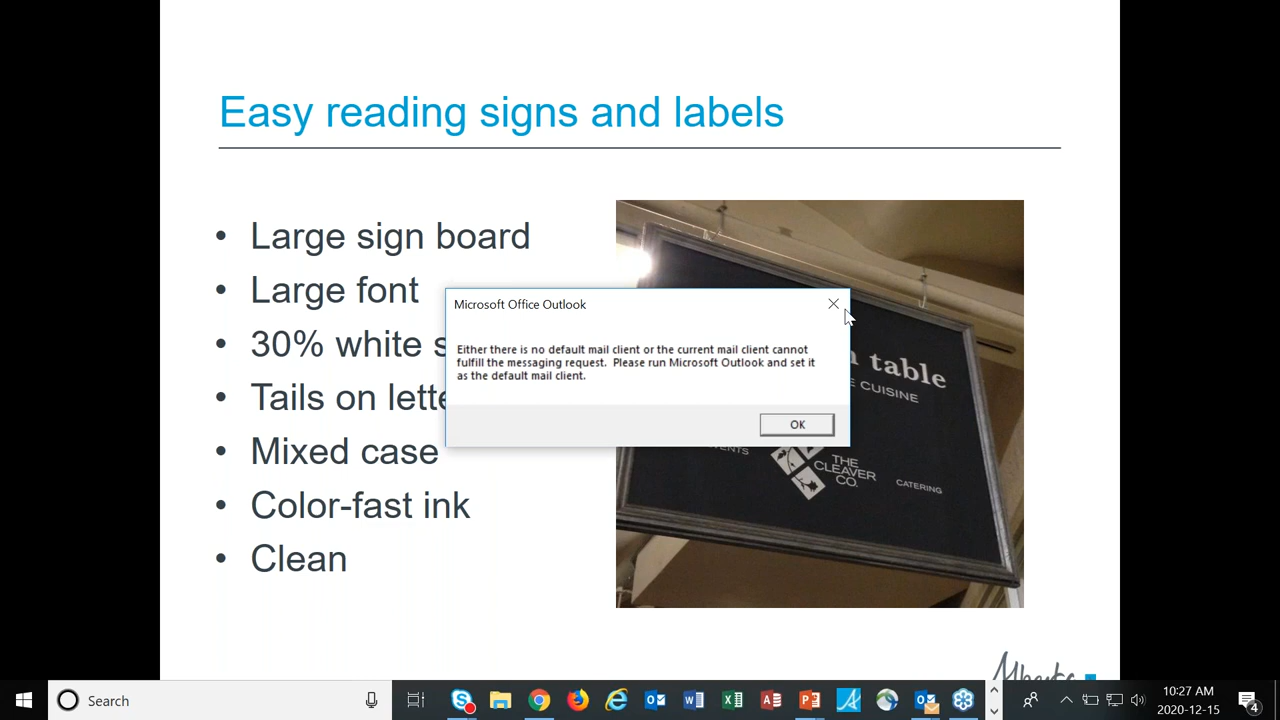 Easy reading signs and labels
• Large sign board
• Large font
• 30% white s
• Tails on lette
• Mixed case
• Color-fast ink
• Clean
Microsoft Office Outlook
Either there is no default mail client or the current mail client cannot
fulfill the messaging request. Please run Microsoft Outlook and set it
as the default mail client.
OK
table
CUISINE
THE
CLEAVER
CO.
CATERING
Alberta
Search
10:27 AM
2020-12-15
4